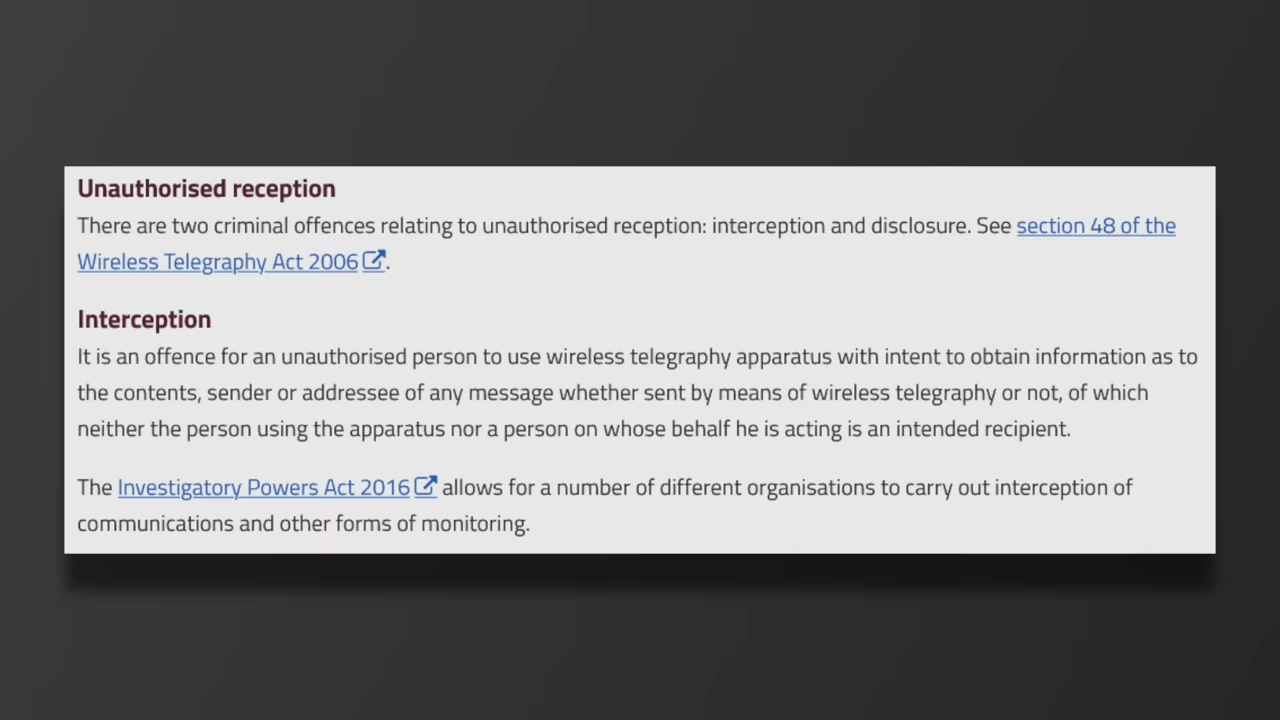 Unauthorised reception
There are two criminal offences relating to unauthorised reception: interception and disclosure. See section 48 of the
Wireless Telegraphy Act 2006.
Interception
It is an offence for an unauthorised person to use wireless telegraphy apparatus with intent to obtain information as to
the contents, sender or addressee of any message whether sent by means of wireless telegraphy or not, of which
neither the person using the apparatus nor a person on whose behalf he is acting is an intended recipient.
The Investigatory Powers Act 2016 allows for a number of different organisations to carry out interception of
communications and other forms of monitoring.